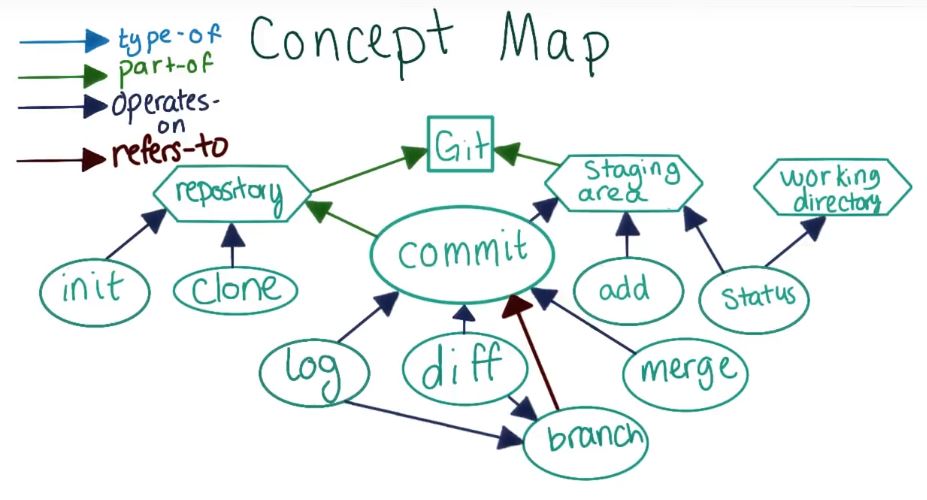 type-of
Concept Map
part-of
operates-
on
refers-to
Git
repository
Staging
area
working
directory
commit
init
clone
add
Status
log
diff
merge
branch